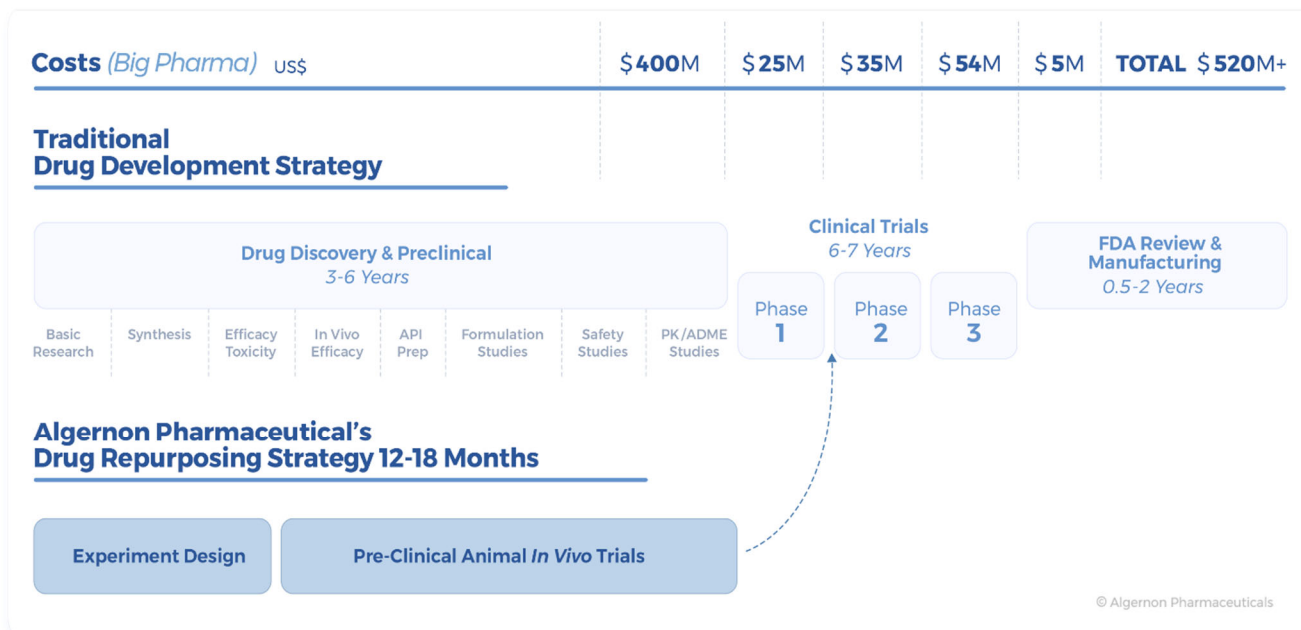 Costs (Big Pharma) US$ $400M $25M $35M $54M $5M TOTAL $520M+
Traditional
Drug Development Strategy
Drug Discovery & Preclinical
3-6 Years
Basic
Research
Synthesis
Efficacy
Toxicity
In Vivo
Efficacy
API
Prep
Formulation
Studies
Safety
Studies
PK/ADME
Studies
Clinical Trials
6-7 Years
Phase
1
Phase
2
Phase
3
FDA Review &
Manufacturing
0.5-2 Years
Algernon Pharmaceutical's
Drug Repurposing Strategy 12-18 Months
Experiment Design
Pre-Clinical Animal In Vivo Trials
© Algernon Pharmaceuticals